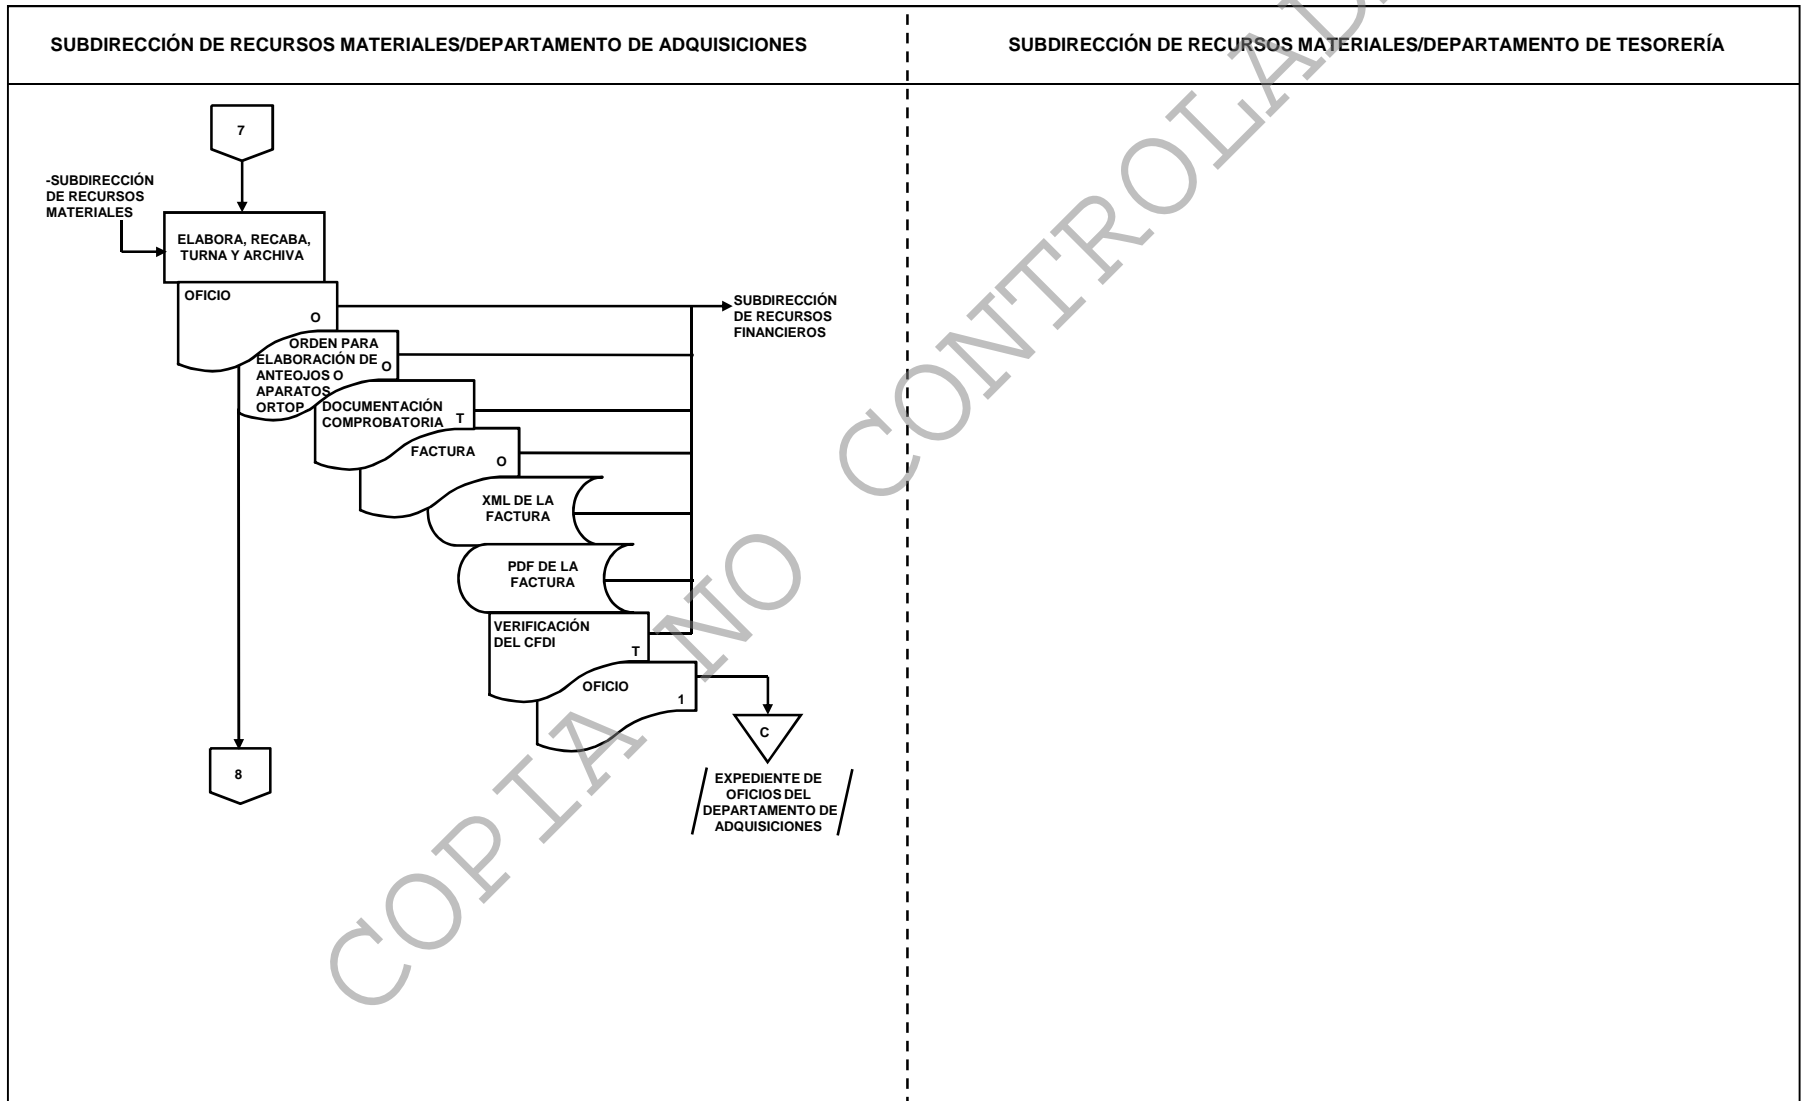 SUBDIRECCIÓN DE RECURSOS MATERIALES/DEPARTAMENTO DE ADQUISICIONES
SUBDIRECCIÓN DE RECURSOS MATERIALES/DEPARTAMENTO DE TESORERÍA
7
-SUBDIRECCIÓN
DE RECURSOS
MATERIALES
ELABORA, RECABA,
TURNA Y ARCHIVA
OFICIO
O
SUBDIRECCIÓN
DE RECURSOS
FINANCIEROS
ORDEN PARA
ELABORACIÓN DE
ANTEOJOS O
APARATOS
ORTOP
O
DOCUMENTACIÓN
COMPROBATORIA
T
FACTURA
O
XML DE LA
FACTURA
PDF DE LA
FACTURA
VERIFICACIÓN
DEL CFDI
T
OFICIO
1
C
8
EXPEDIENTE DE
OFICIOS DEL
DEPARTAMENTO DE
ADQUISICIONES
COPIA NO CONTROLAD